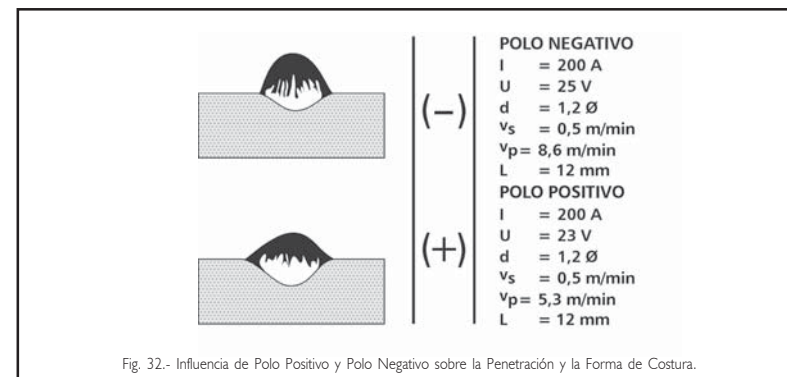 (–)
POLO NEGATIVO
I = 200 A
U = 25 V
d = 1,2 Ø
vs = 0,5 m/min
vp= 8,6 m/min
L = 12 mm
(+)
POLO POSITIVO
I = 200 A
U = 23 V
d = 1,2 Ø
vs = 0,5 m/min
vp= 5,3 m/min
L = 12 mm
Fig. 32.- Influencia de Polo Positivo y Polo Negativo sobre la Penetración y la Forma de Costura.